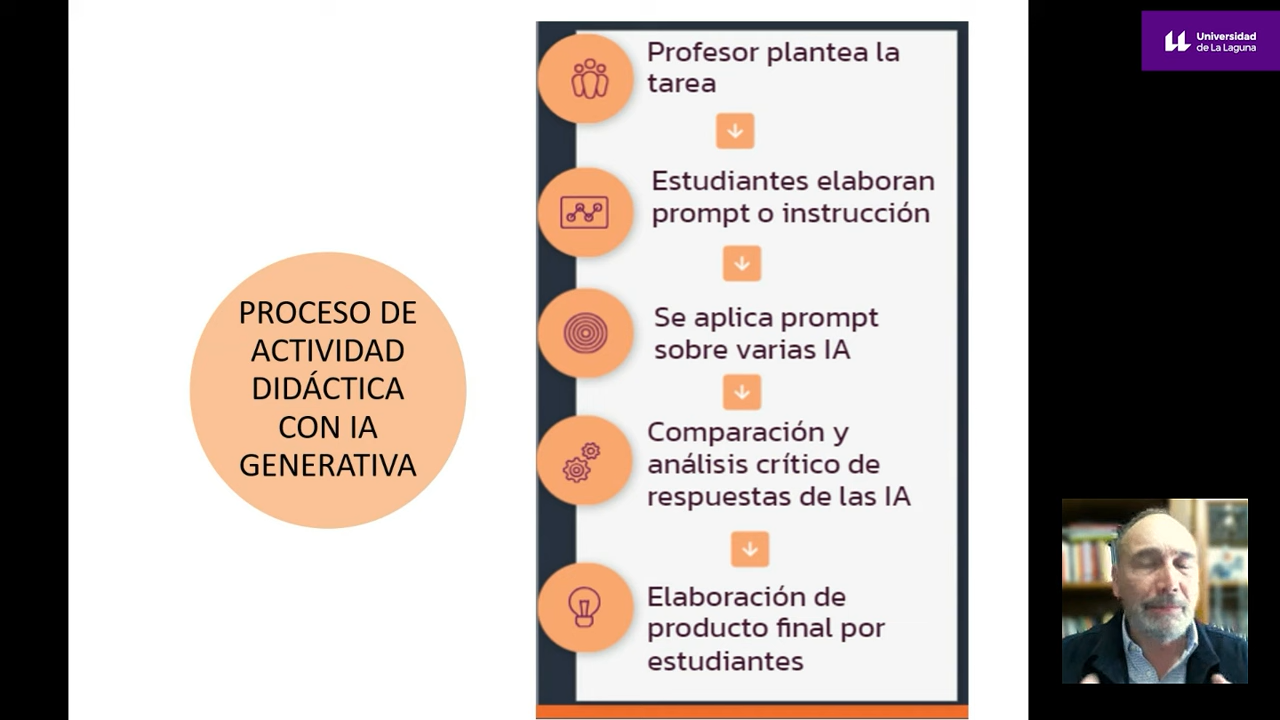 Universidad
de La Laguna
PROCESO DE
ACTIVIDAD
DIDÁCTICA
CON IA
GENERATIVA
Profesor plantea la
tarea
Estudiantes elaboran
prompt o instrucción
Se aplica prompt
sobre varias IA
Comparación y
análisis crítico de
respuestas de las IA
Elaboración de
producto final por
estudiantes